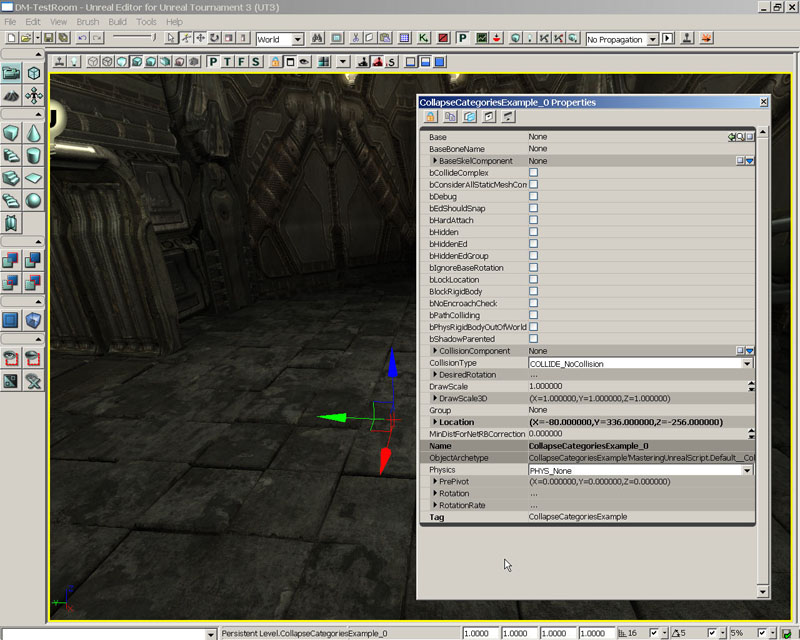 DM-TestRoom - Unreal Editor for Unreal Tournament 3 (UT3)
File Edit View Brush Build Tools Help
World
K
P
No Propagation
P T F S
S
CollapseCategoriesExample_0 Properties
Base None
BaseBoneName None
BaseSkelComponent None
bCollideComplex
bConsiderAllStaticMeshCon
bDebug
bEdShouldSnap
bHardAttach
bHidden
bHiddenEd
bHiddenEdGroup
bIgnoreBaseRotation
bLockLocation
BlockRigidBody
bNoEncroachCheck
bPathColliding
bPhysRigidBodyOutOfWorld
bShadowParented
CollisionComponent None
CollisionType COLLIDE_NoCollision
DesiredRotation ...
DrawScale 1.000000
DrawScale3D (X=1.000000,Y=1.000000,Z=1.000000)
Group None
Location (X=-80.000000,Y=336.000000,Z=-256.000000)
MinDistForNetRBCorrection 0.000000
Name CollapseCategoriesExample_0
ObjectArchetype CollapseCategoriesExample'MasteringUnrealScript.Default__Col
Physics PHYS_None
PrePivot (X=0.000000,Y=0.000000,Z=0.000000)
Rotation ...
RotationRate ...
Tag CollapseCategoriesExample
Persistent Level.CollapseCategoriesExample_0 1.0000 1.0000 1.0000 1.0000 16 5 5%